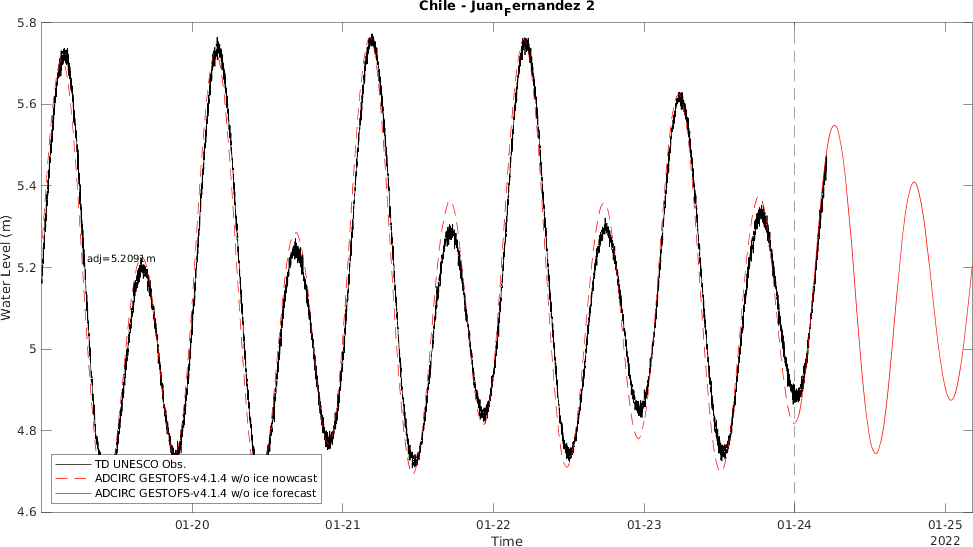 Chile - Juan_Fernandez 2
Water Level (m)
5.8
5.6
5.4
5.2
5
4.8
4.6
adj=5.2091m
TD UNESCO Obs.
ADCIRC GESTOFS-v4.1.4 w/o ice nowcast
ADCIRC GESTOFS-v4.1.4 w/o ice forecast
01-20 01-21 01-22 01-23 01-24 01-25
Time 2022